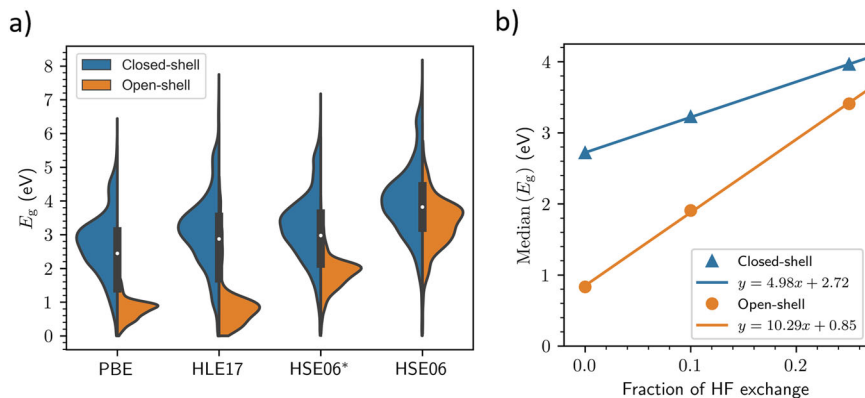 a)
8
7
6
5
4
3
2
1
0
E_g (eV)
Closed-shell
Open-shell
PBE HLE17 HSE06* HSE06
b)
4
3
2
1
0
Median (E_g) (eV)
Closed-shell
y = 4.98x + 2.72
Open-shell
y = 10.29x + 0.85
0.0 0.1 0.2
Fraction of HF exchange